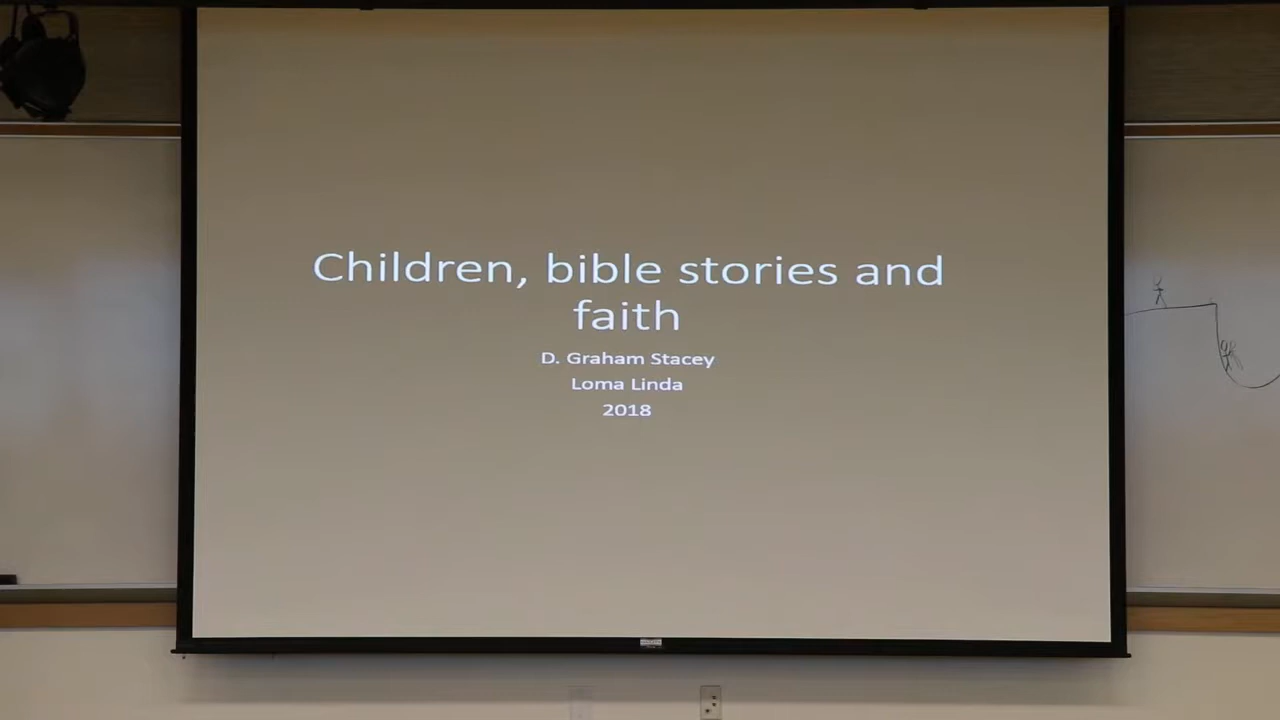 Children, bible stories and
faith
D. Graham Stacey
Loma Linda
2018